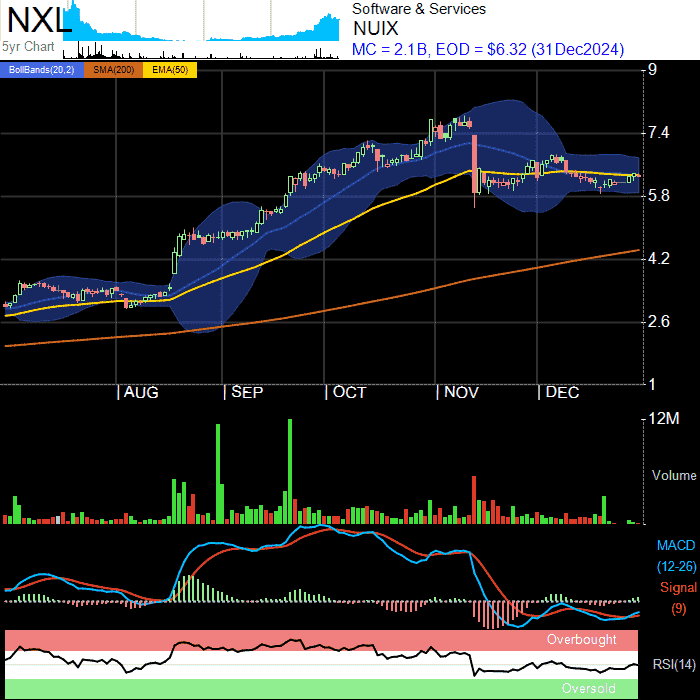 NXL
5yr Chart
Software & Services
NUIX
MC = 2.1B, EOD = $6.32 (31Dec2024)
BollBands(20,2) SMA(200) EMA(50)
9
7.4
5.8
4.2
2.6
1
AUG SEP OCT NOV DEC
12M
Volume
MACD
(12-26)
Signal
(9)
Overbought
RSI(14)
Oversold